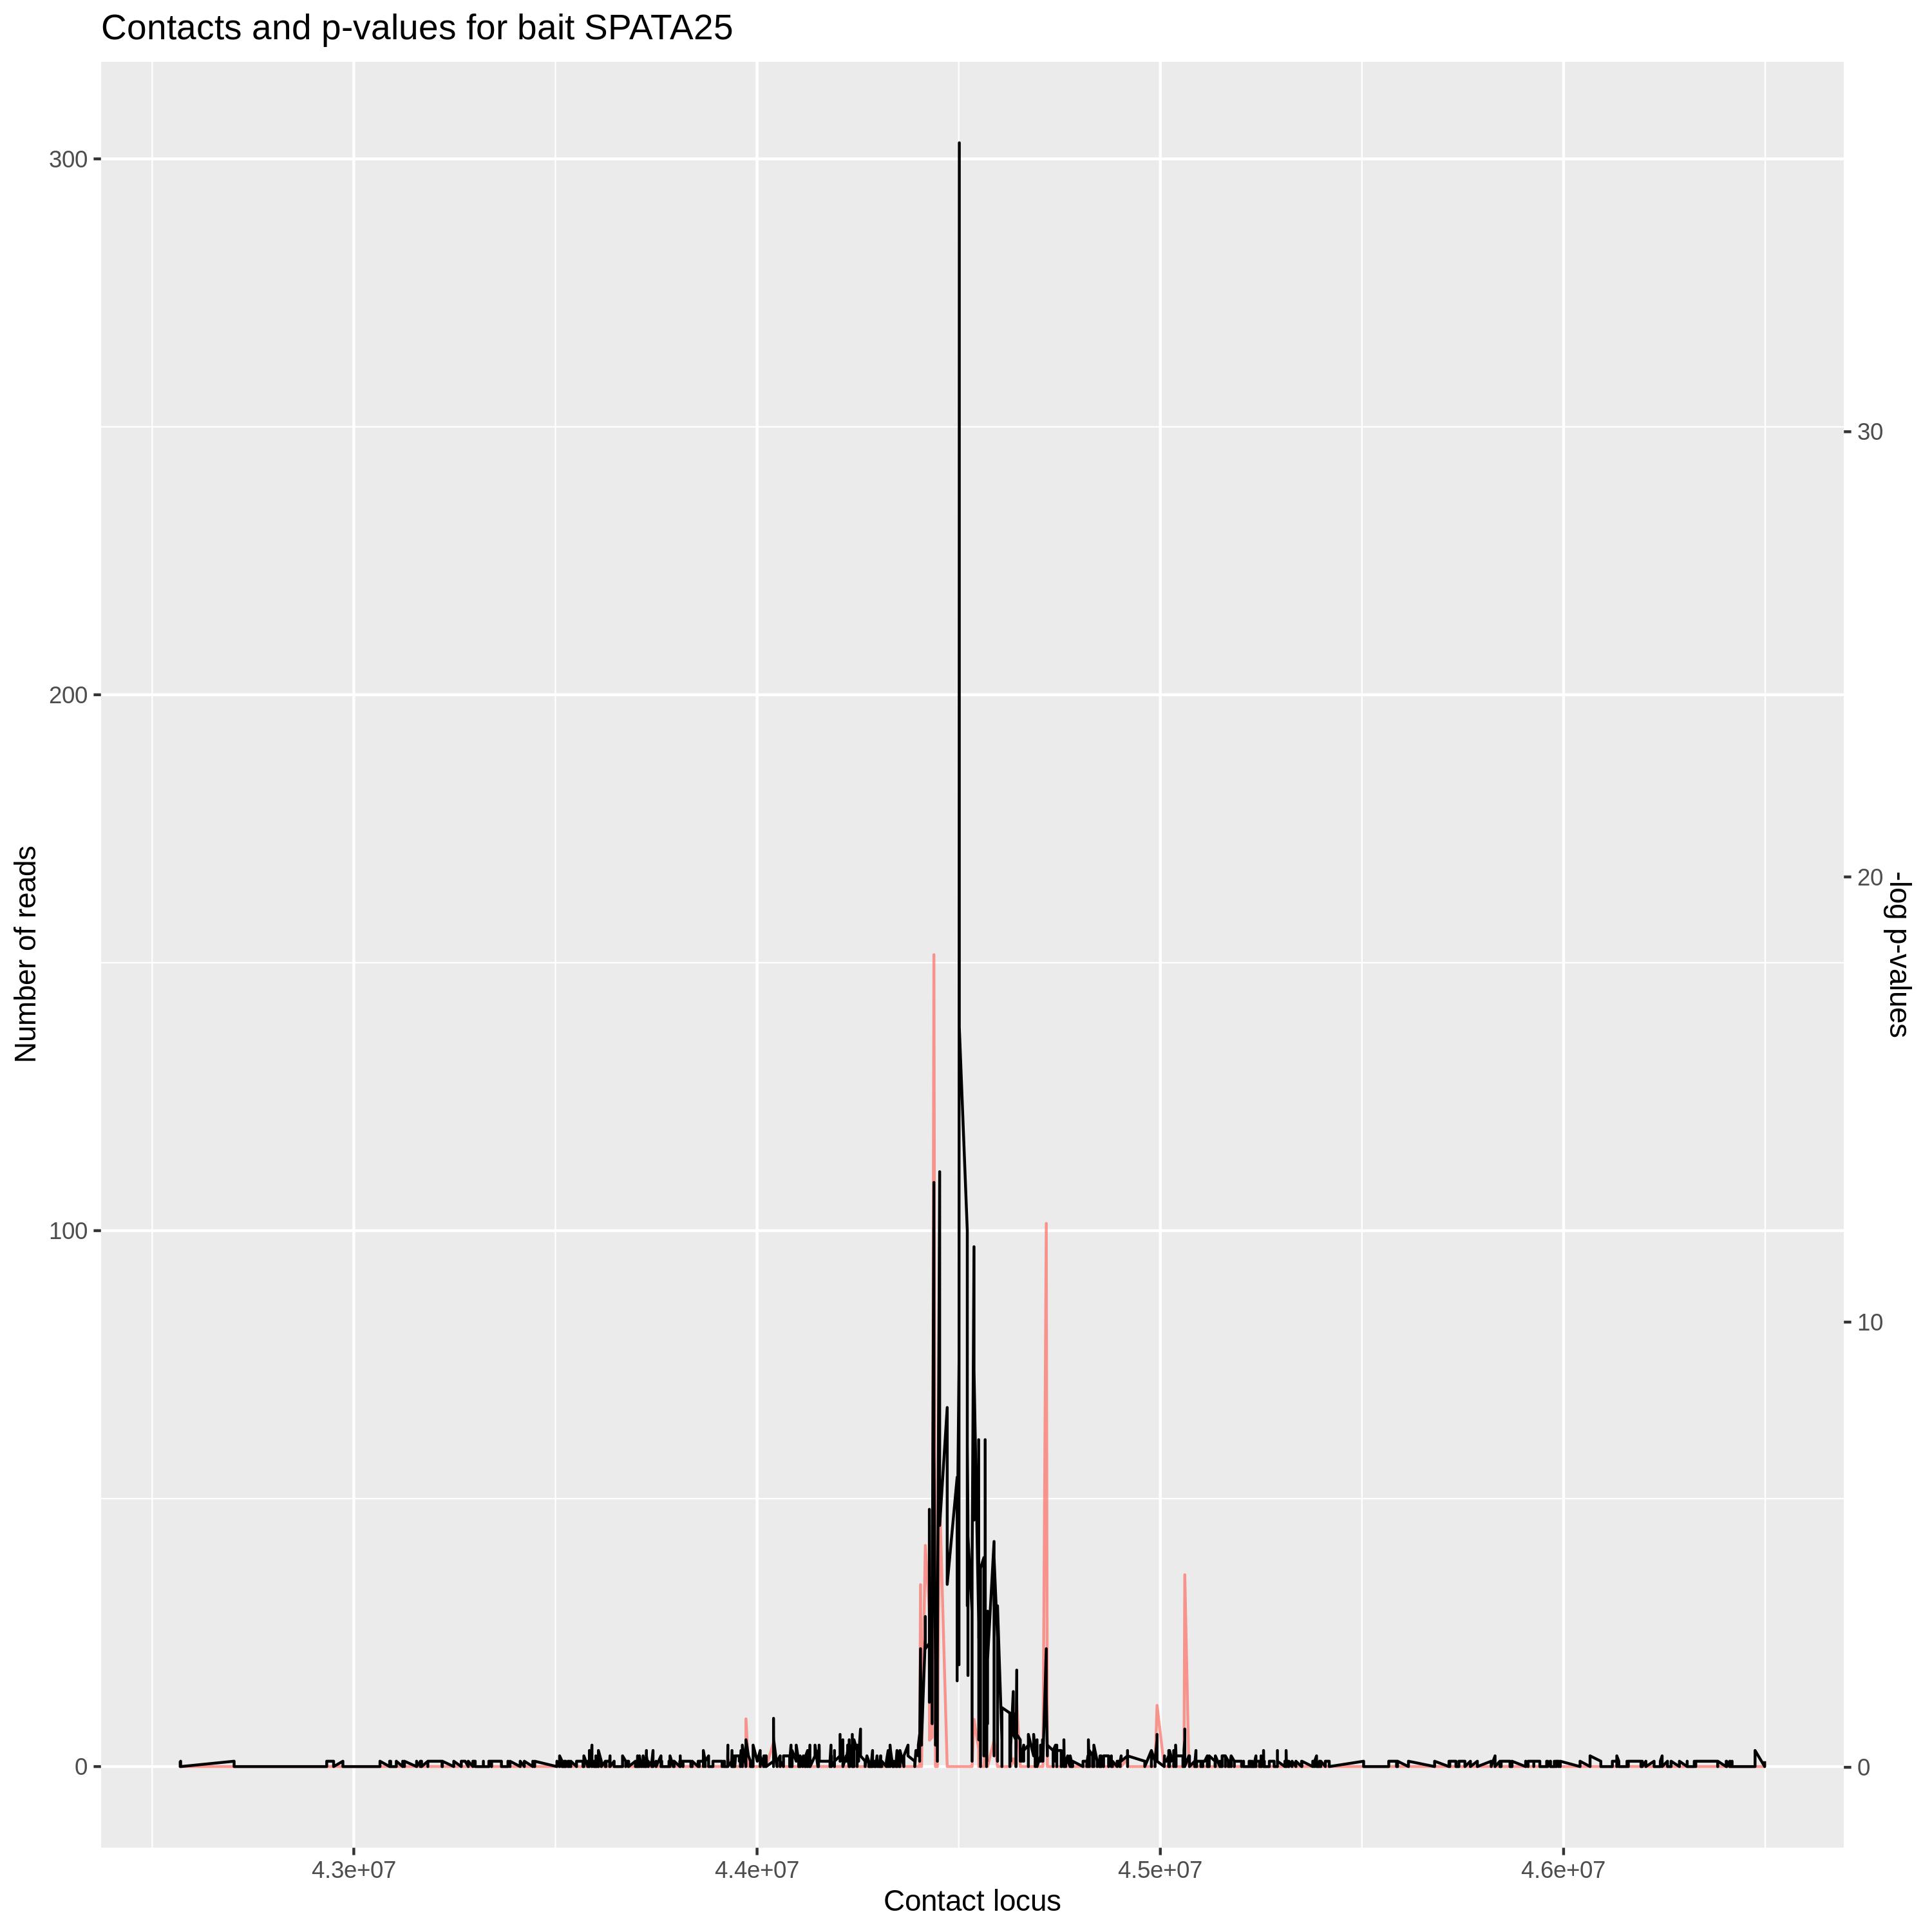 Contacts and p-values for bait SPATA25
300
200
100
0
Number of reads
30
20
10
0
-log p-values
4.3e+07
4.4e+07
4.5e+07
4.6e+07
Contact locus